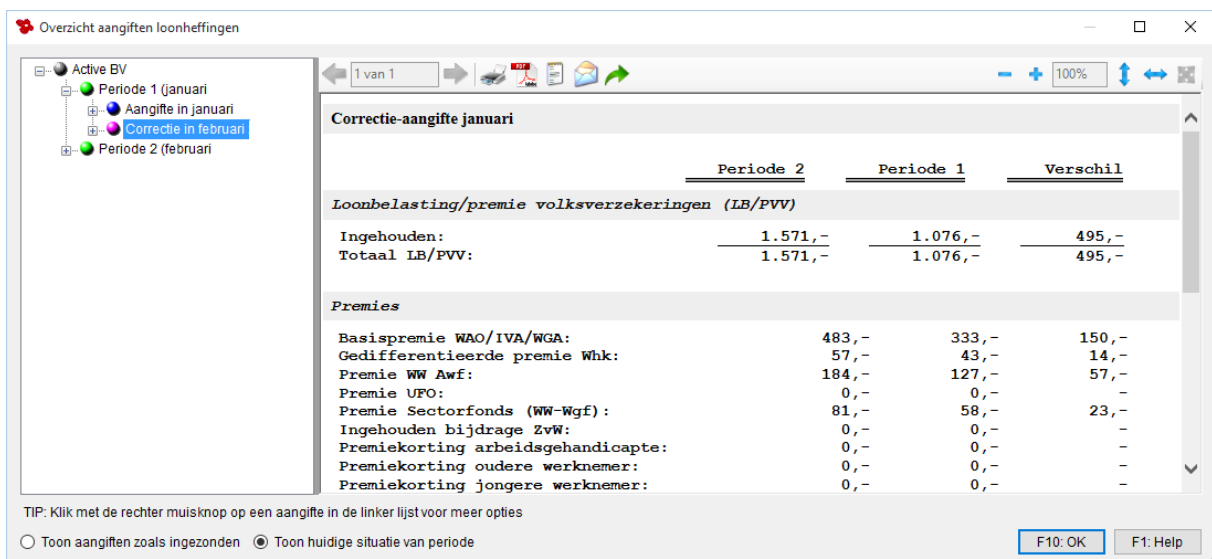 Overzicht aangiften loonheffingen
Active BV
Periode 1 (januari
Aangifte in januari
Correctie in februari
Periode 2 (februari
1 van 1
PDF
100%
Correctie-aangifte januari
Periode 2 Periode 1 Verschil
Loonbelasting/premie volksverzekeringen (LB/PVV)
Ingehouden: 1.571,- 1.076,- 495,-
Totaal LB/PVV: 1.571,- 1.076,- 495,-
Premies
Basispremie WAO/IVA/WGA: 483,- 333,- 150,-
Gedifferentieerde premie Whk: 57,- 43,- 14,-
Premie WW Awf: 184,- 127,- 57,-
Premie UFO: 0,- 0,- -
Premie Sectorfonds (WW-Wgf): 81,- 58,- 23,-
Ingehouden bijdrage ZvW: 0,- 0,- -
Premiekorting arbeidsgehandicapte: 0,- 0,- -
Premiekorting oudere werknemer: 0,- 0,- -
Premiekorting jongere werknemer: 0,- 0,- -
TIP: Klik met de rechter muisknop op een aangifte in de linker lijst voor meer opties
Toon aangiften zoals ingezonden Toon huidige situatie van periode
F10: OK F1: Help